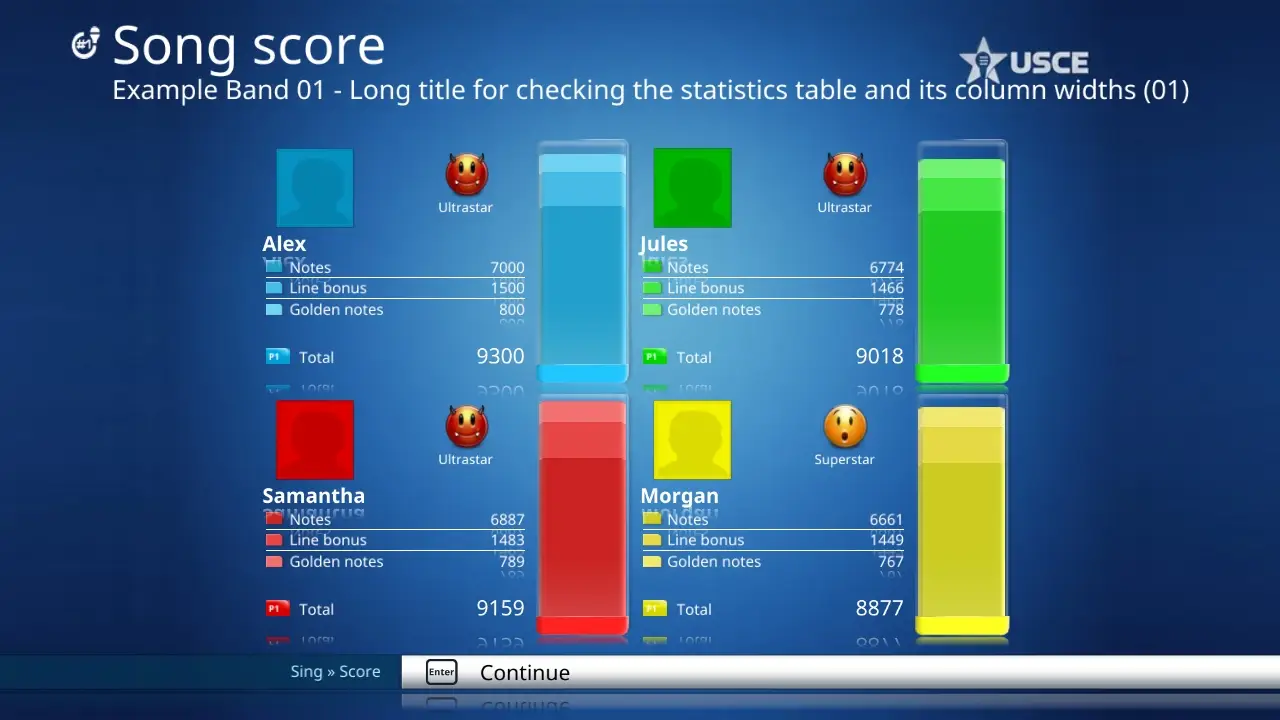 Song score
USCE
Example Band 01 - Long title for checking the statistics table and its column widths (01)
Ultrastar
Alex
Notes 7000
Line bonus 1500
Golden notes 800
P1 Total 9300
Ultrastar
Jules
Notes 6774
Line bonus 1466
Golden notes 778
P1 Total 9018
Ultrastar
Samantha
Notes 6887
Line bonus 1483
Golden notes 789
P1 Total 9159
Superstar
Morgan
Notes 6661
Line bonus 1449
Golden notes 767
P1 Total 8877
Sing » Score
Enter Continue